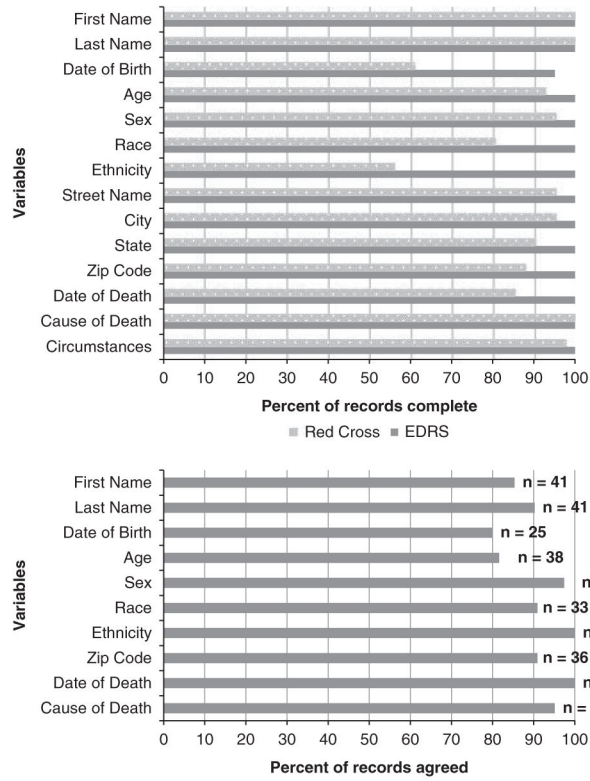 First Name
Last Name
Date of Birth
Age
Sex
Race
Ethnicity
Street Name
City
State
Zip Code
Date of Death
Cause of Death
Circumstances
Variables
0 10 20 30 40 50 60 70 80 90 100
Percent of records complete
Red Cross EDRS
First Name n = 41
Last Name n = 41
Date of Birth n = 25
Age n = 38
Sex n
Race n = 33
Ethnicity n
Zip Code n = 36
Date of Death n
Cause of Death n =
Variables
0 10 20 30 40 50 60 70 80 90 100
Percent of records agreed